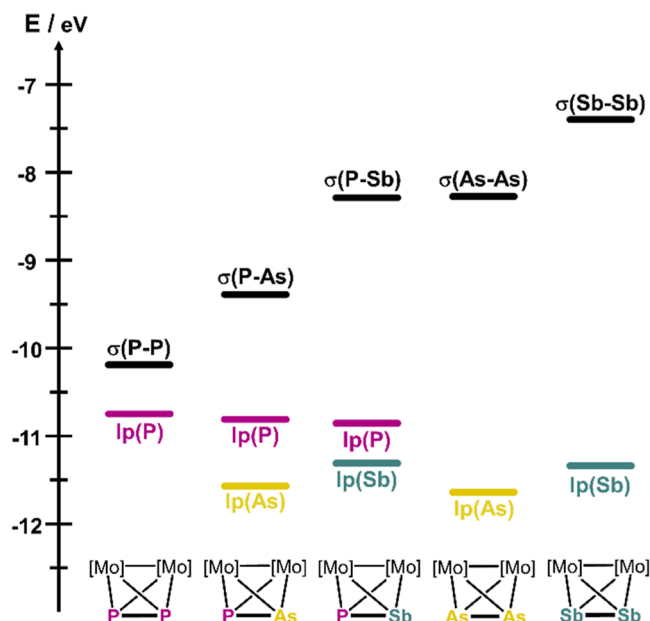 E / eV
-7
σ(Sb-Sb)
-8
σ(P-Sb) σ(As-As)
-9
σ(P-As)
-10
σ(P-P)
-11
lp(P) lp(P) lp(P)
lp(Sb) lp(Sb)
lp(As) lp(As)
-12
[Mo] [Mo] [Mo] [Mo] [Mo] [Mo] [Mo] [Mo] [Mo] [Mo]
P P P As P Sb As As Sb Sb